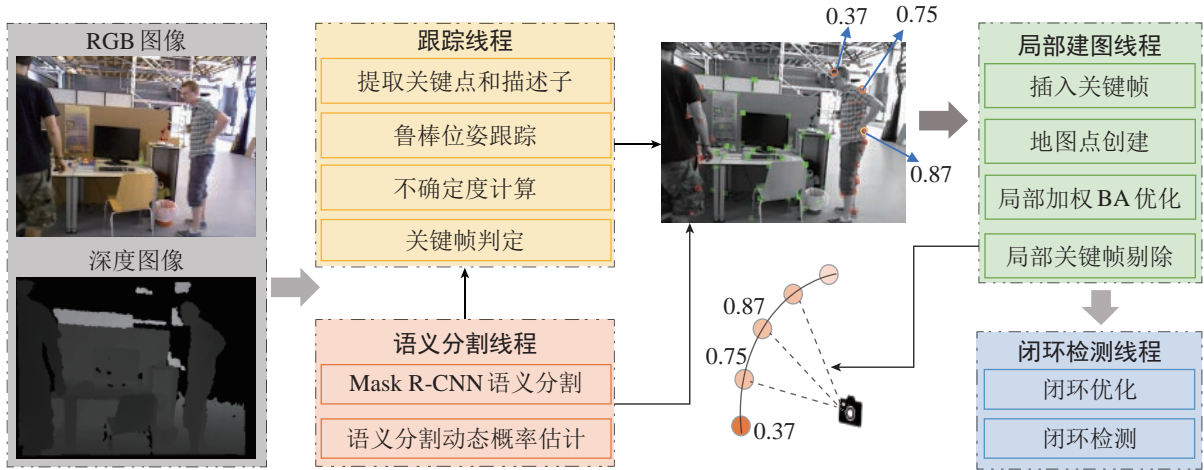 RGB 图像
深度图像
跟踪线程
提取关键点和描述子
鲁棒位姿跟踪
不确定度计算
关键帧判定
语义分割线程
Mask R-CNN 语义分割
语义分割动态概率估计
0.37
0.75
0.87
0.87
0.75
0.37
局部建图线程
插入关键帧
地图点创建
局部加权 BA 优化
局部关键帧剔除
闭环检测线程
闭环优化
闭环检测